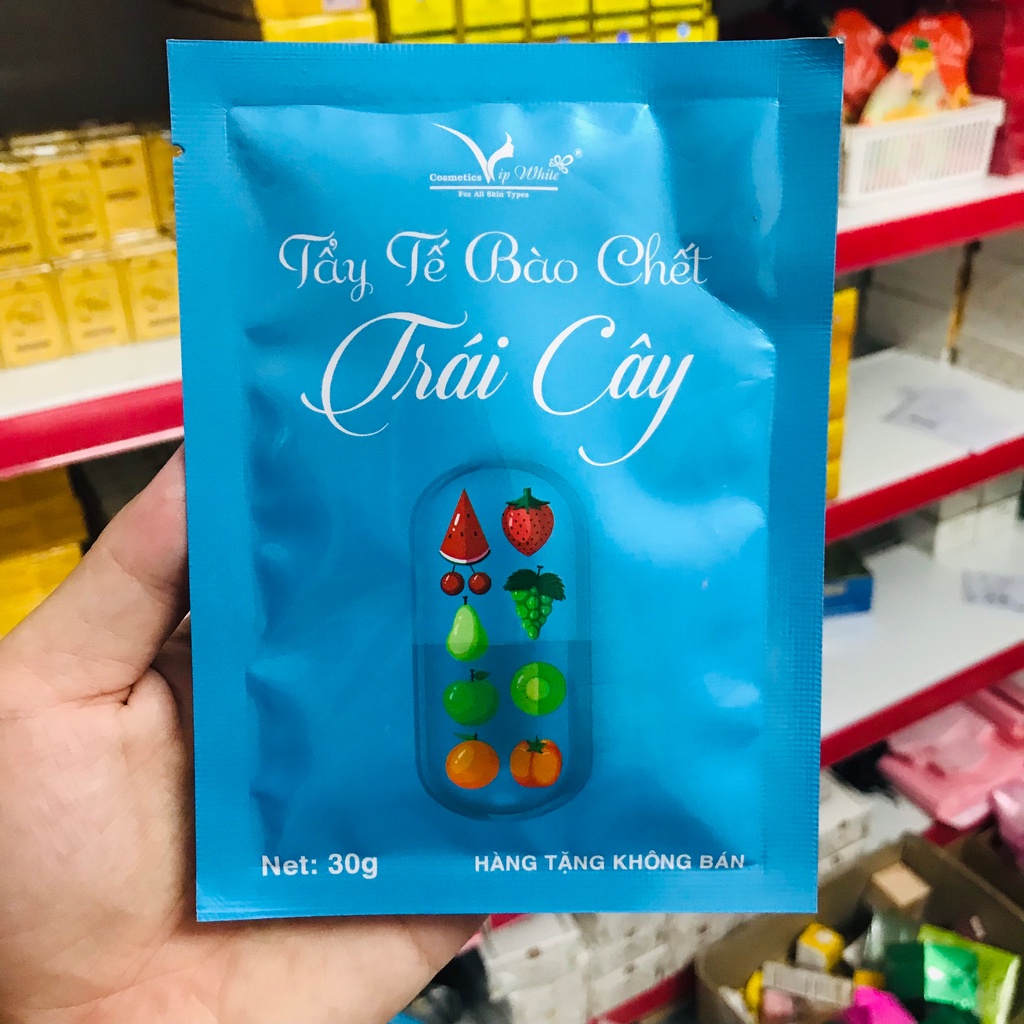 Cosmetics Vip White®
For All Skin Types
Tẩy Tế Bào Chết
Trái Cây
Net: 30g
HÀNG TẶNG KHÔNG BÁN